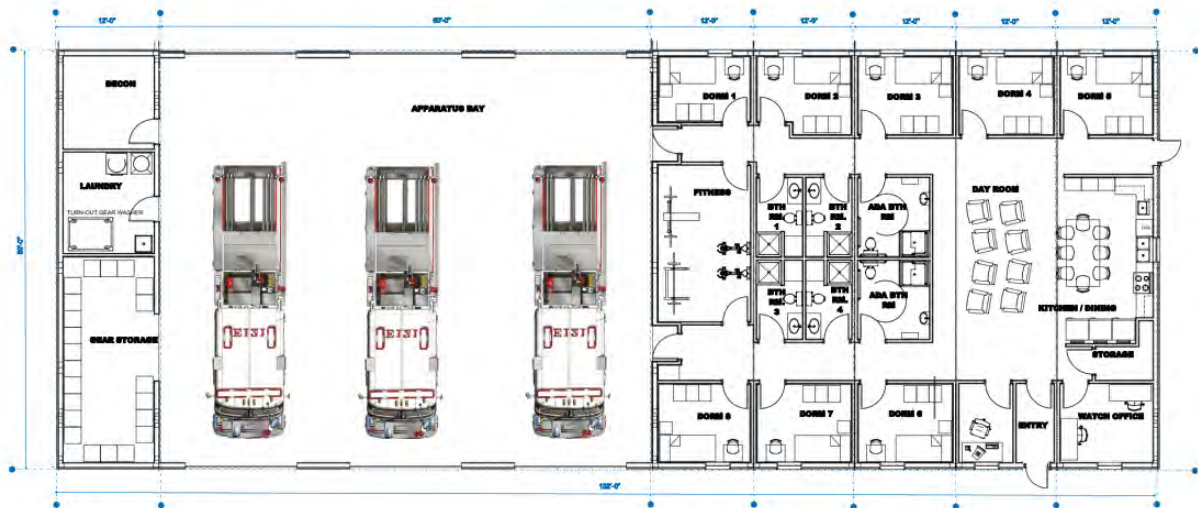 12'-0"
60'-0"
12'-0"
12'-0"
12'-0"
12'-0"
12'-0"
DECON
APPARATUS BAY
DORM 1
DORM 2
DORM 3
DORM 4
DORM 5
LAUNDRY
TURN-OUT GEAR WASHER
FITNESS
BTH
RM.
1
BTH
RM.
2
ADA BTH
RM
DAY ROOM
50'-0"
BTH
RM.
3
BTH
RM.
4
ADA BTH
RM
KITCHEN / DINING
GEAR STORAGE
STORAGE
DORM 8
DORM 7
DORM 6
ENTRY
WATCH OFFICE
132'-0"